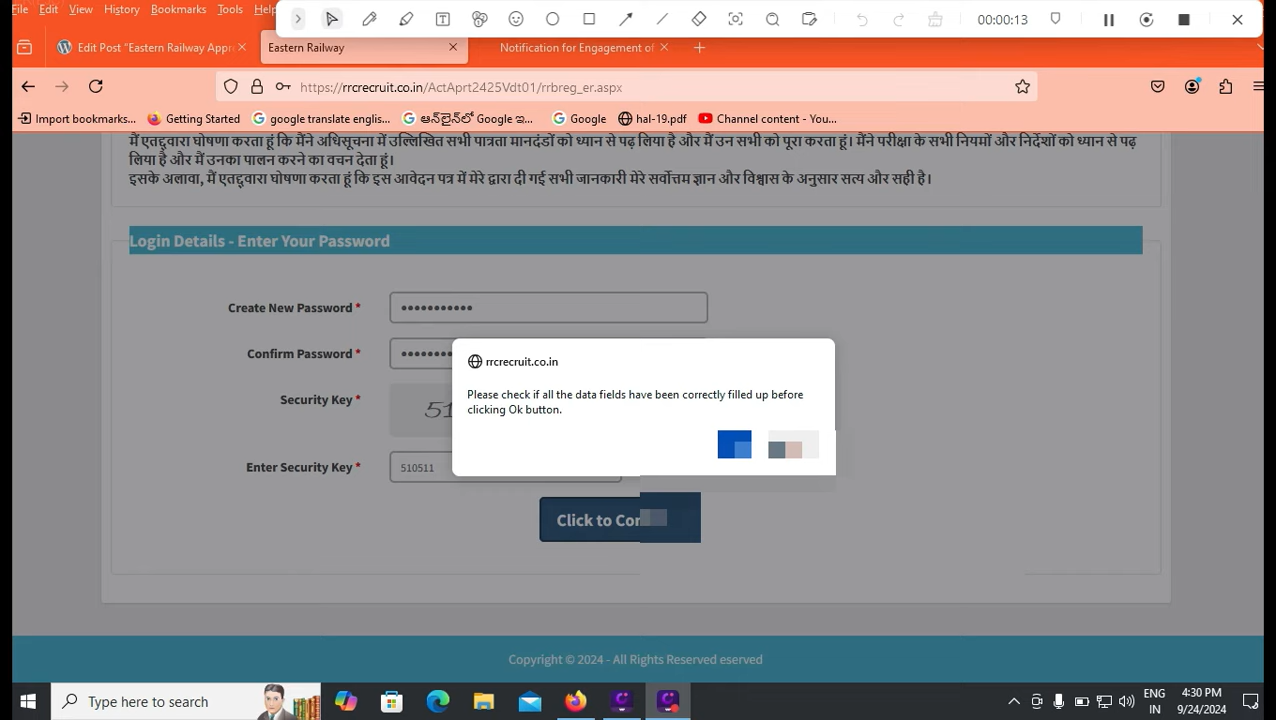 File Edit View History Bookmarks Tools Help
00:00:13
Edit Post "Eastern Railway Appre
Eastern Railway
Notification for Engagement of
https://rrcrecruit.co.in/ActAprt2425Vdt01/rrbreg_er.aspx
Import bookmarks...
Getting Started
google translate englis...
ఆన్‌లైన్‌లో Google ఇ...
Google
hal-19.pdf
Channel content - You...
मैं एतद्द्वारा घोषणा करता हूं कि मैंने अधिसूचना में उल्लिखित सभी पात्रता मानदंडों को ध्यान से पढ़ लिया है और मैं उन सभी को पूरा करता हूं। मैंने परीक्षा के सभी नियमों और निर्देशों को ध्यान से पढ़
लिया है और मैं उनका पालन करने का वचन देता हूं।
इसके अलावा, मैं एतद्द्वारा घोषणा करता हूं कि इस आवेदन पत्र में मेरे द्वारा दी गई सभी जानकारी मेरे सर्वोत्तम ज्ञान और विश्वास के अनुसार सत्य और सही है।
Login Details - Enter Your Password
Create New Password *
Confirm Password *
rrcrecruit.co.in
Please check if all the data fields have been correctly filled up before
clicking Ok button.
Security Key *
51
Enter Security Key *
510511
Click to Con
Copyright © 2024 - All Rights Reserved eserved
Type here to search
ENG
IN
4:30 PM
9/24/2024